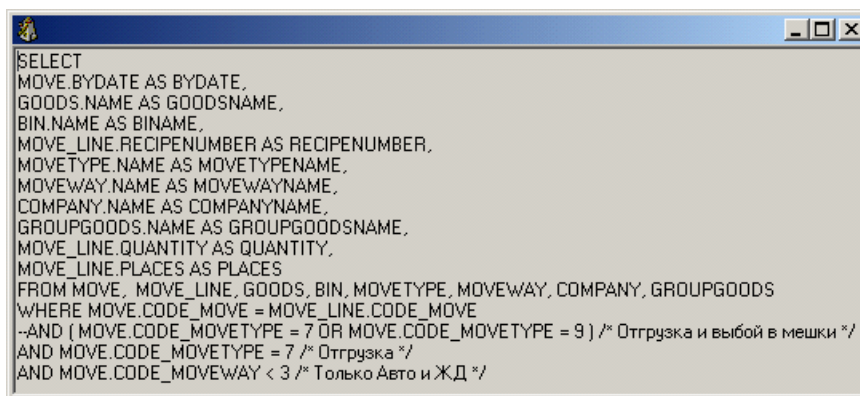 SELECT
MOVE.BYDATE AS BYDATE,
GOODS.NAME AS GOODSNAME,
BIN.NAME AS BINAME,
MOVE_LINE.RECIPENUMBER AS RECIPENUMBER,
MOVETYPE.NAME AS MOVETYPENAME,
MOVEWAY.NAME AS MOVEWAYNAME,
COMPANY.NAME AS COMPANYNAME,
GROUPGOODS.NAME AS GROUPGOODSNAME,
MOVE_LINE.QUANTITY AS QUANTITY,
MOVE_LINE.PLACES AS PLACES
FROM MOVE,  MOVE_LINE, GOODS, BIN, MOVETYPE, MOVEWAY, COMPANY, GROUPGOODS
WHERE MOVE.CODE_MOVE = MOVE_LINE.CODE_MOVE
--AND ( MOVE.CODE_MOVETYPE = 7 OR MOVE.CODE_MOVETYPE = 9 ) /* Отгрузка и выбой в мешки */
AND MOVE.CODE_MOVETYPE = 7 /* Отгрузка */
AND MOVE.CODE_MOVEWAY < 3 /* Только Авто и ЖД */